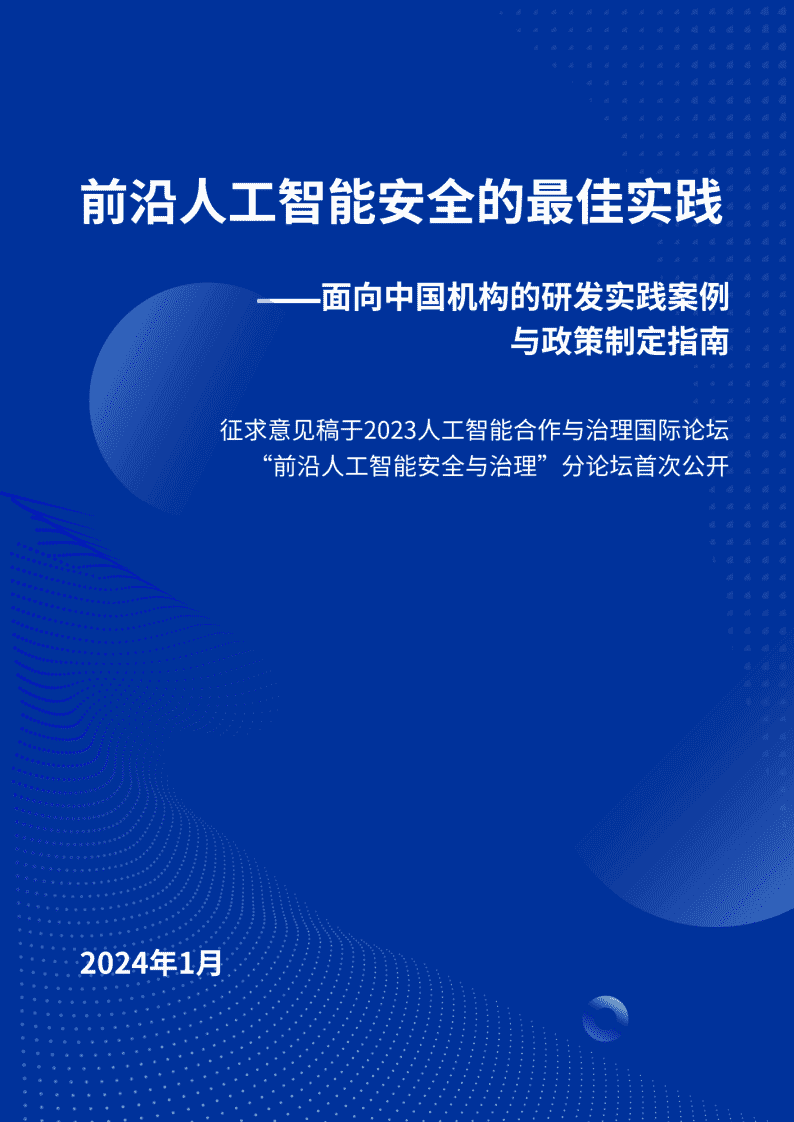 前沿人工智能安全的最佳实践
——面向中国机构的研发实践案例
与政策制定指南
征求意见稿于2023人工智能合作与治理国际论坛
“前沿人工智能安全与治理”分论坛首次公开
2024年1月